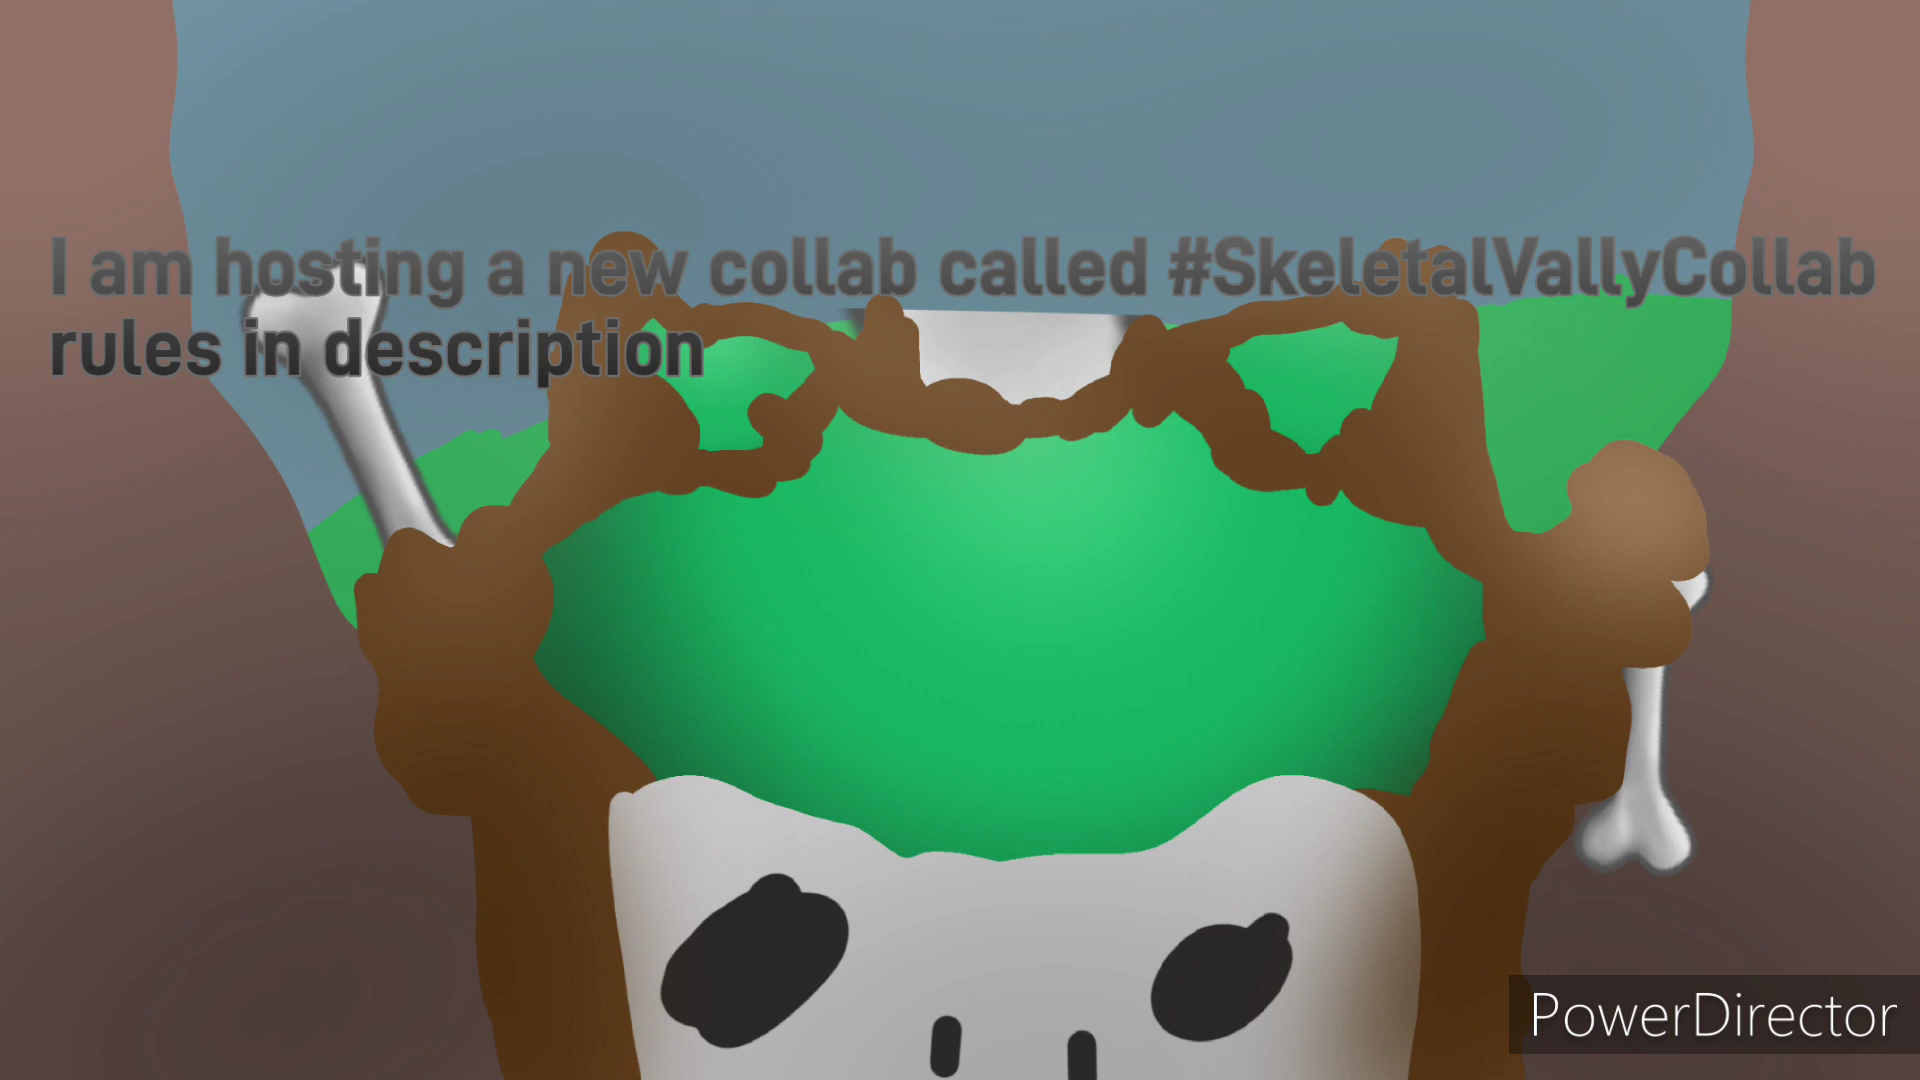 I am hosting a new collab called #SkeletalVallyCollab
rules in description
PowerDirector